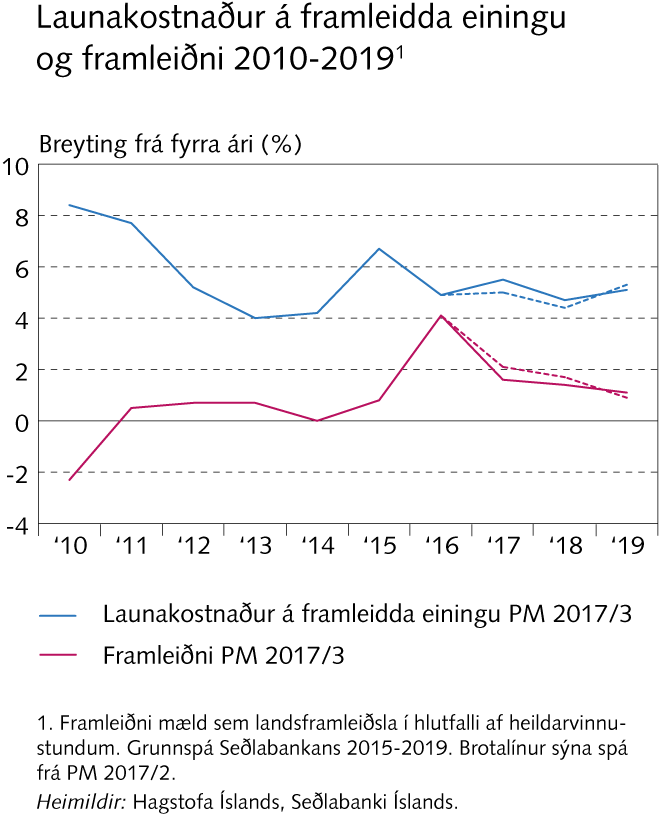 Launakostnaður á framleidda einingu
og framleiðni 2010-2019¹
Breyting frá fyrra ári (%)
10
8
6
4
2
0
-2
-4
‘10 ‘11 ‘12 ‘13 ‘14 ‘15 ‘16 ‘17 ‘18 ‘19
Launakostnaður á framleidda einingu PM 2017/3
Framleiðni PM 2017/3
1. Framleiðni mæld sem landsframleiðsla í hlutfalli af heildarvinnu-
stundum. Grunnspá Seðlabankans 2015-2019. Brotalínur sýna spá
frá PM 2017/2.
Heimildir: Hagstofa Íslands, Seðlabanki Íslands.